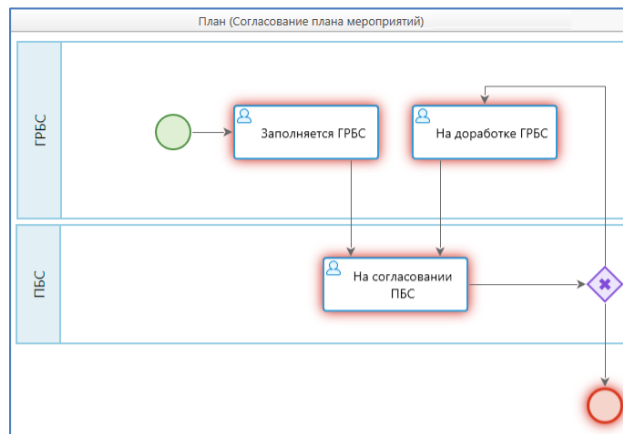 План (Согласование плана мероприятий)
ГРБС
Заполняется ГРБС
На доработке ГРБС
ПБС
На согласовании
ПБС